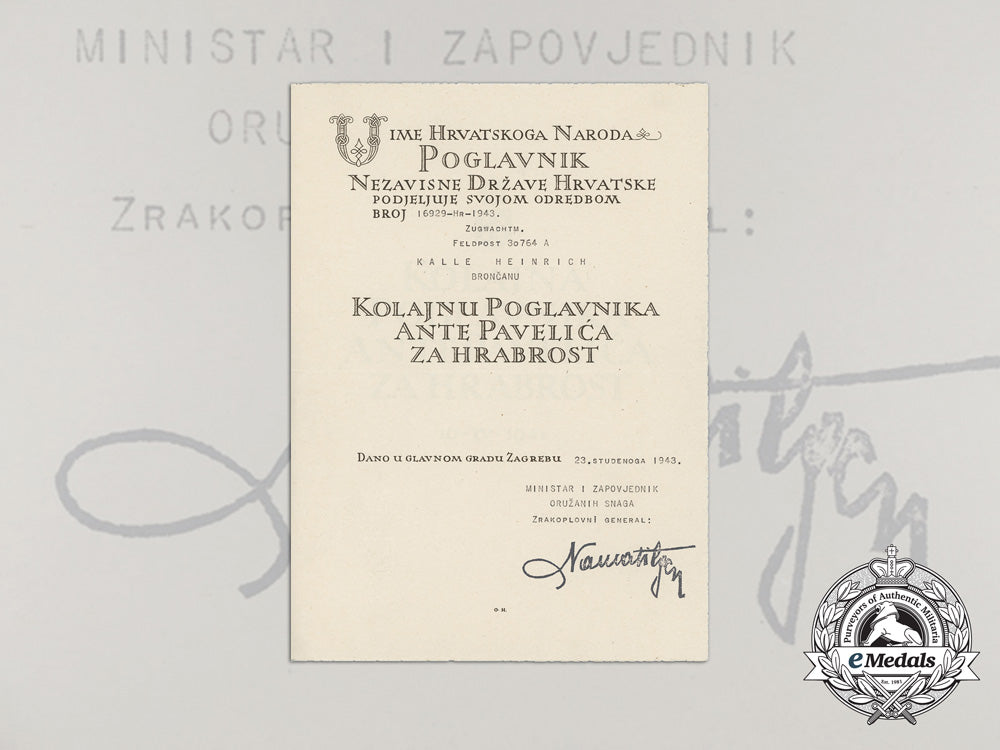 MINISTAR I ZAPOVJEDNIK
ORU
ZRAKOP L:
U IME HRVATSKOGA NARODA
POGLAVNIK
NEZAVISNE DRŽAVE HRVATSKE
PODJELJUJE SVOJOM ODREDBOM
BROJ 16929-HR-1943.
ZUGWACHTM.
FELDPOST 30764 A
KALLE HEINRICH
BRONČANU
KOLAJNU POGLAVNIKA
ANTE PAVELIĆA
ZA HRABROST
DANO U GLAVNOM GRADU ZAGREBU 23.STUDENOGA 1943.
MINISTAR I ZAPOVJEDNIK
ORUŽANIH SNAGA
ZRAKOPLOVNI GENERAL:
O.H.
Purveyors of Authentic Militaria
eMedals
Est. 1981